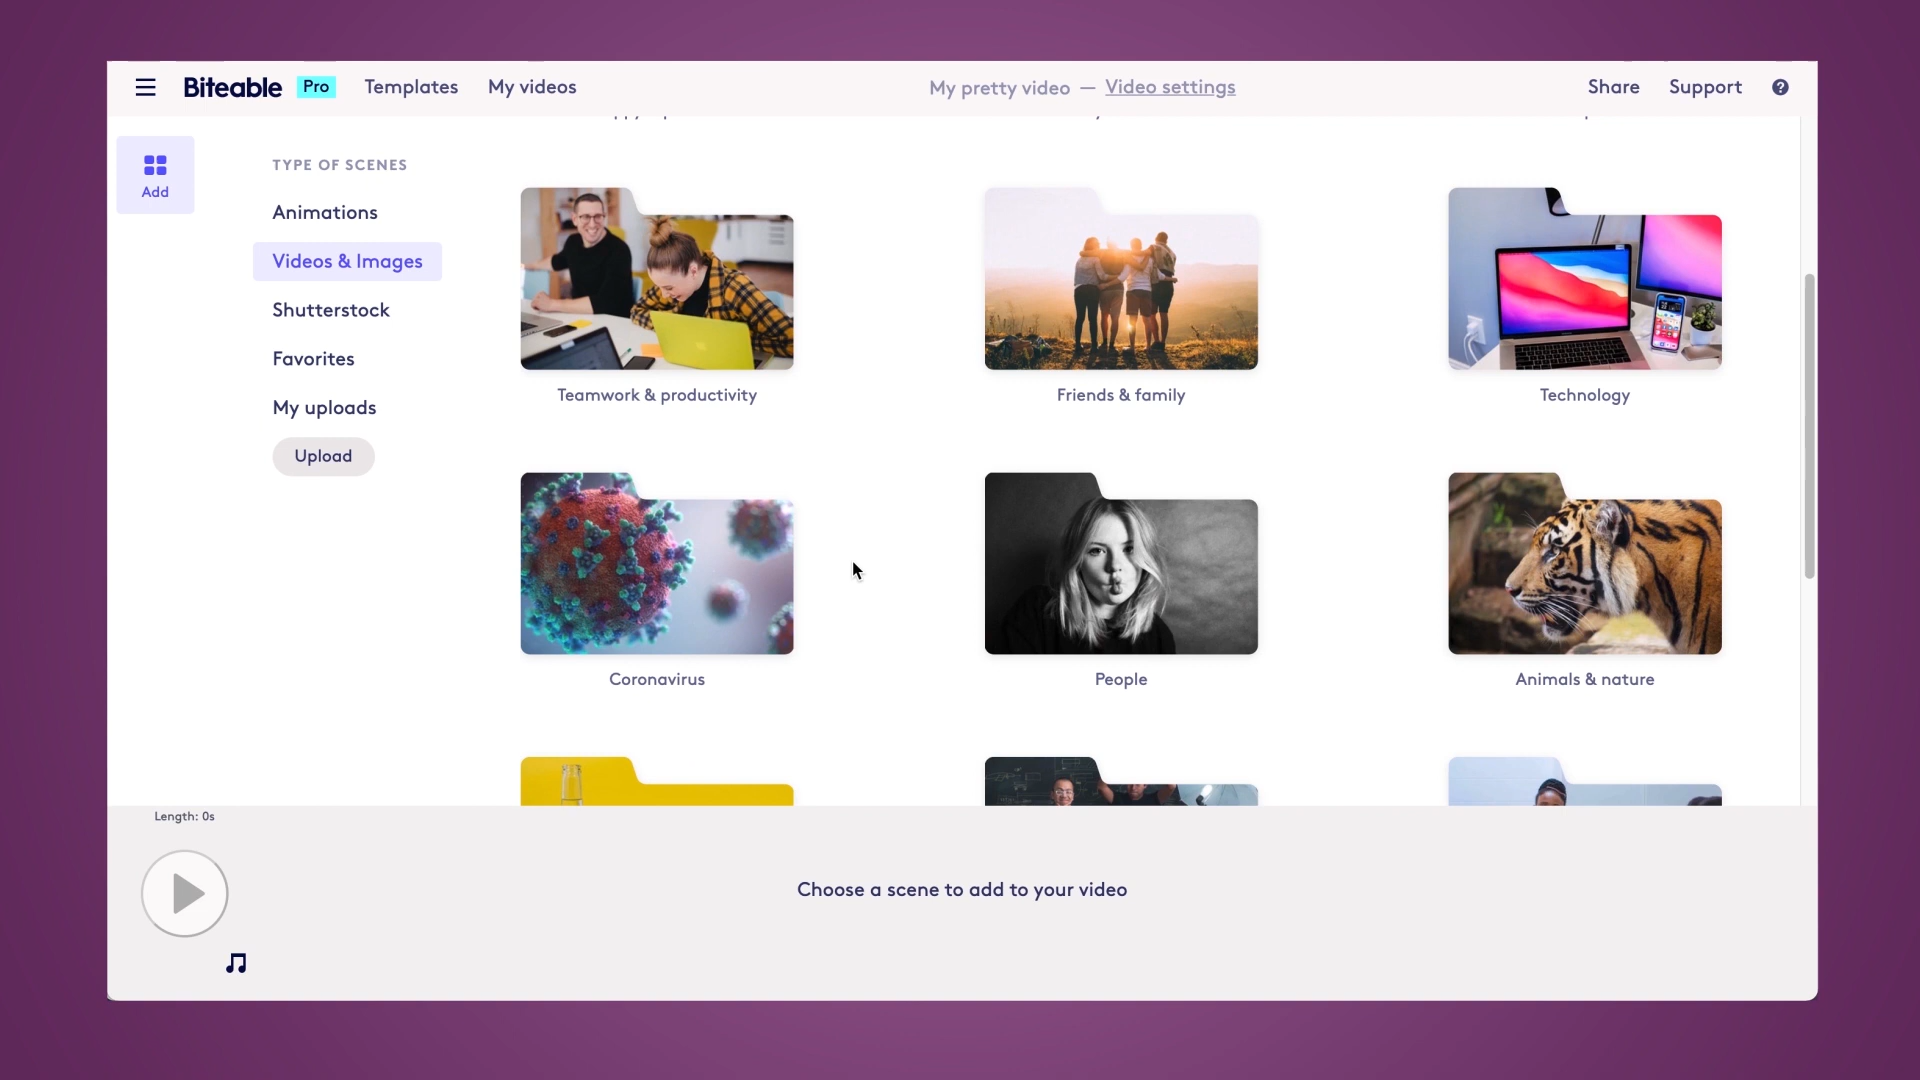 Biteable Pro Templates My videos My pretty video — Video settings Share Support ?
Add
TYPE OF SCENES
Animations
Videos & Images
Shutterstock
Favorites
My uploads
Upload
Teamwork & productivity
Friends & family
Technology
Coronavirus
People
Animals & nature
Length: 0s
Choose a scene to add to your video